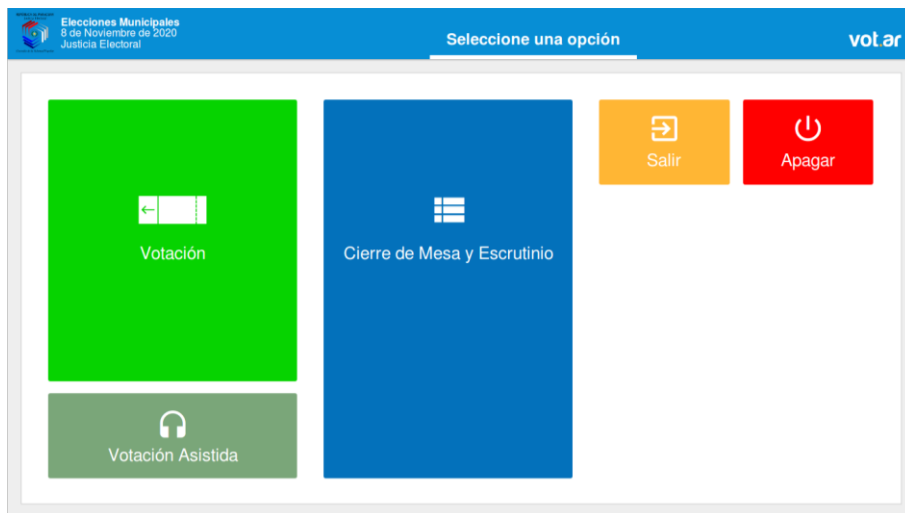 Elecciones Municipales
8 de Noviembre de 2020
Justicia Electoral
Seleccione una opción
vot.ar
Votación
Cierre de Mesa y Escrutinio
Salir
Apagar
Votación Asistida